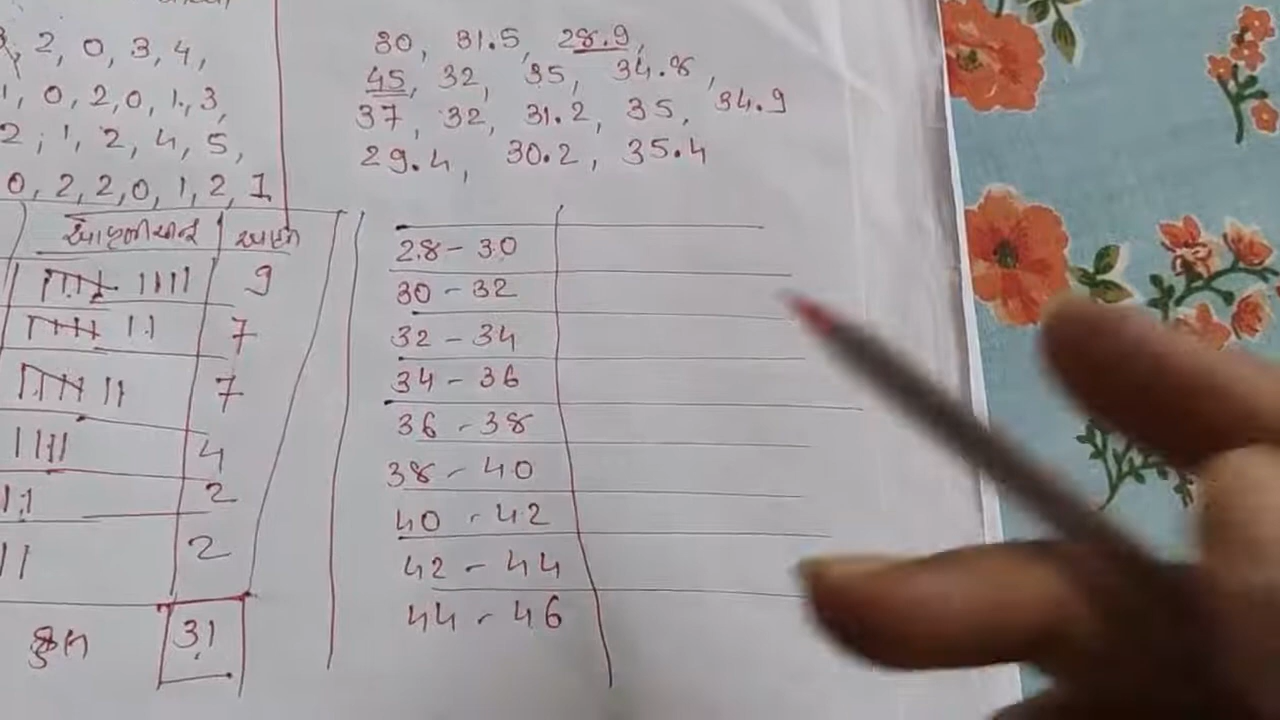 2, 0, 3, 4,
1, 0, 2, 0, 1, 3,
2, 1, 2, 4, 5,
0, 2, 2, 0, 1, 2, 1
30, 31.5, 28.9,
45, 32, 35, 34.8,
37, 32, 31.2, 35, 34.9
29.4, 30.2, 35.4
9
7
7
4
2
2
કુલ 31
28 - 30
30 - 32
32 - 34
34 - 36
36 - 38
38 - 40
40 - 42
42 - 44
44 - 46